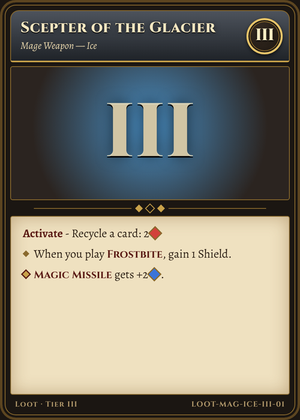 Scepter of the Glacier
Mage Weapon — Ice
III
III
Activate - Recycle a card: 2
When you play Frostbite, gain 1 Shield.
Magic Missile gets +2.
Loot · Tier III
LOOT-MAG-ICE-III-01